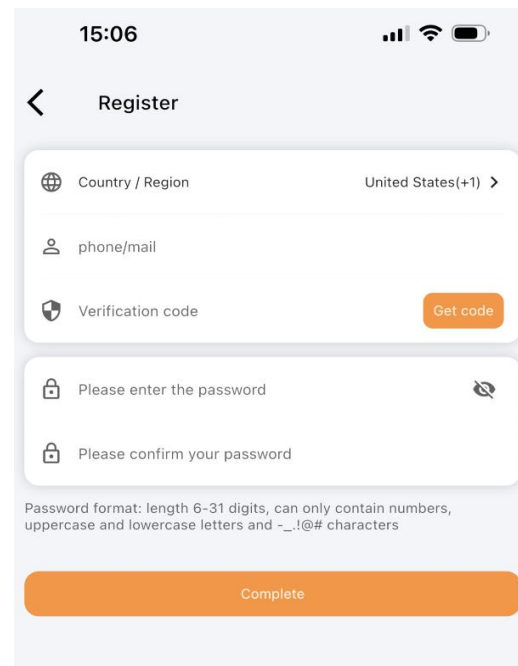 15:06
Register
Country / Region United States(+1)
phone/mail
Verification code Get code
Please enter the password
Please confirm your password
Password format: length 6-31 digits, can only contain numbers,
uppercase and lowercase letters and -_.!@# characters
Complete